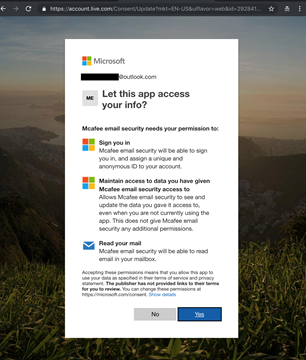 https://account.live.com/Consent/Update?mkt=EN-US&uiflavor=web&id=292841...
Microsoft
@outlook.com
ME
Let this app access
your info?
Mcafee email security needs your permission to:
Sign you in
Mcafee email security will be able to sign
you in, and assign a unique and
anonymous ID to your account.
Maintain access to data you have given
Mcafee email security access to
Allows Mcafee email security to see and
update the data you gave it access to,
even when you are not currently using the
app. This does not give Mcafee email
security any additional permissions.
Read your mail
Mcafee email security will be able to read
email in your mailbox.
Accepting these permissions means that you allow this app to
use your data as specified in their terms of service and privacy
statement. The publisher has not provided links to their terms
for you to review. You can change these permissions at
https://microsoft.com/consent. Show details
No
Yes